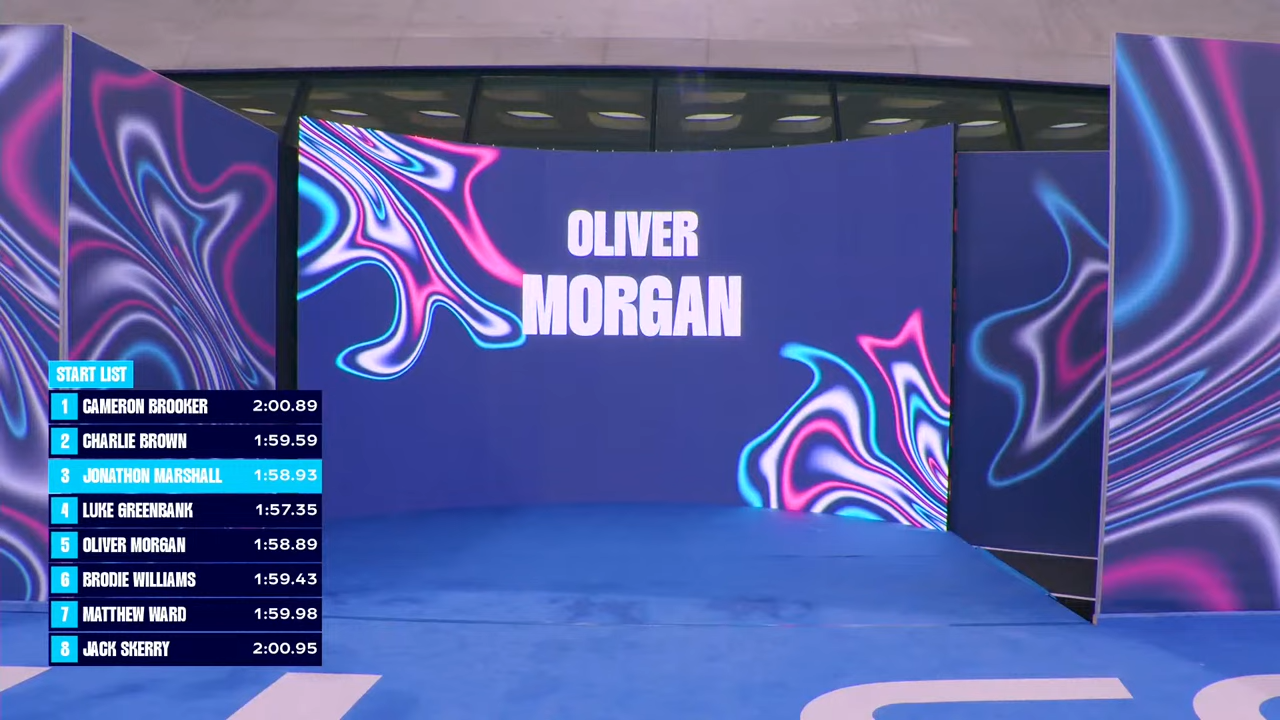 OLIVER
MORGAN
START LIST
1 CAMERON BROOKER 2:00.89
2 CHARLIE BROWN 1:59.59
3 JONATHON MARSHALL 1:58.93
4 LUKE GREENBANK 1:57.35
5 OLIVER MORGAN 1:58.89
6 BRODIE WILLIAMS 1:59.43
7 MATTHEW WARD 1:59.98
8 JACK SKERRY 2:00.95